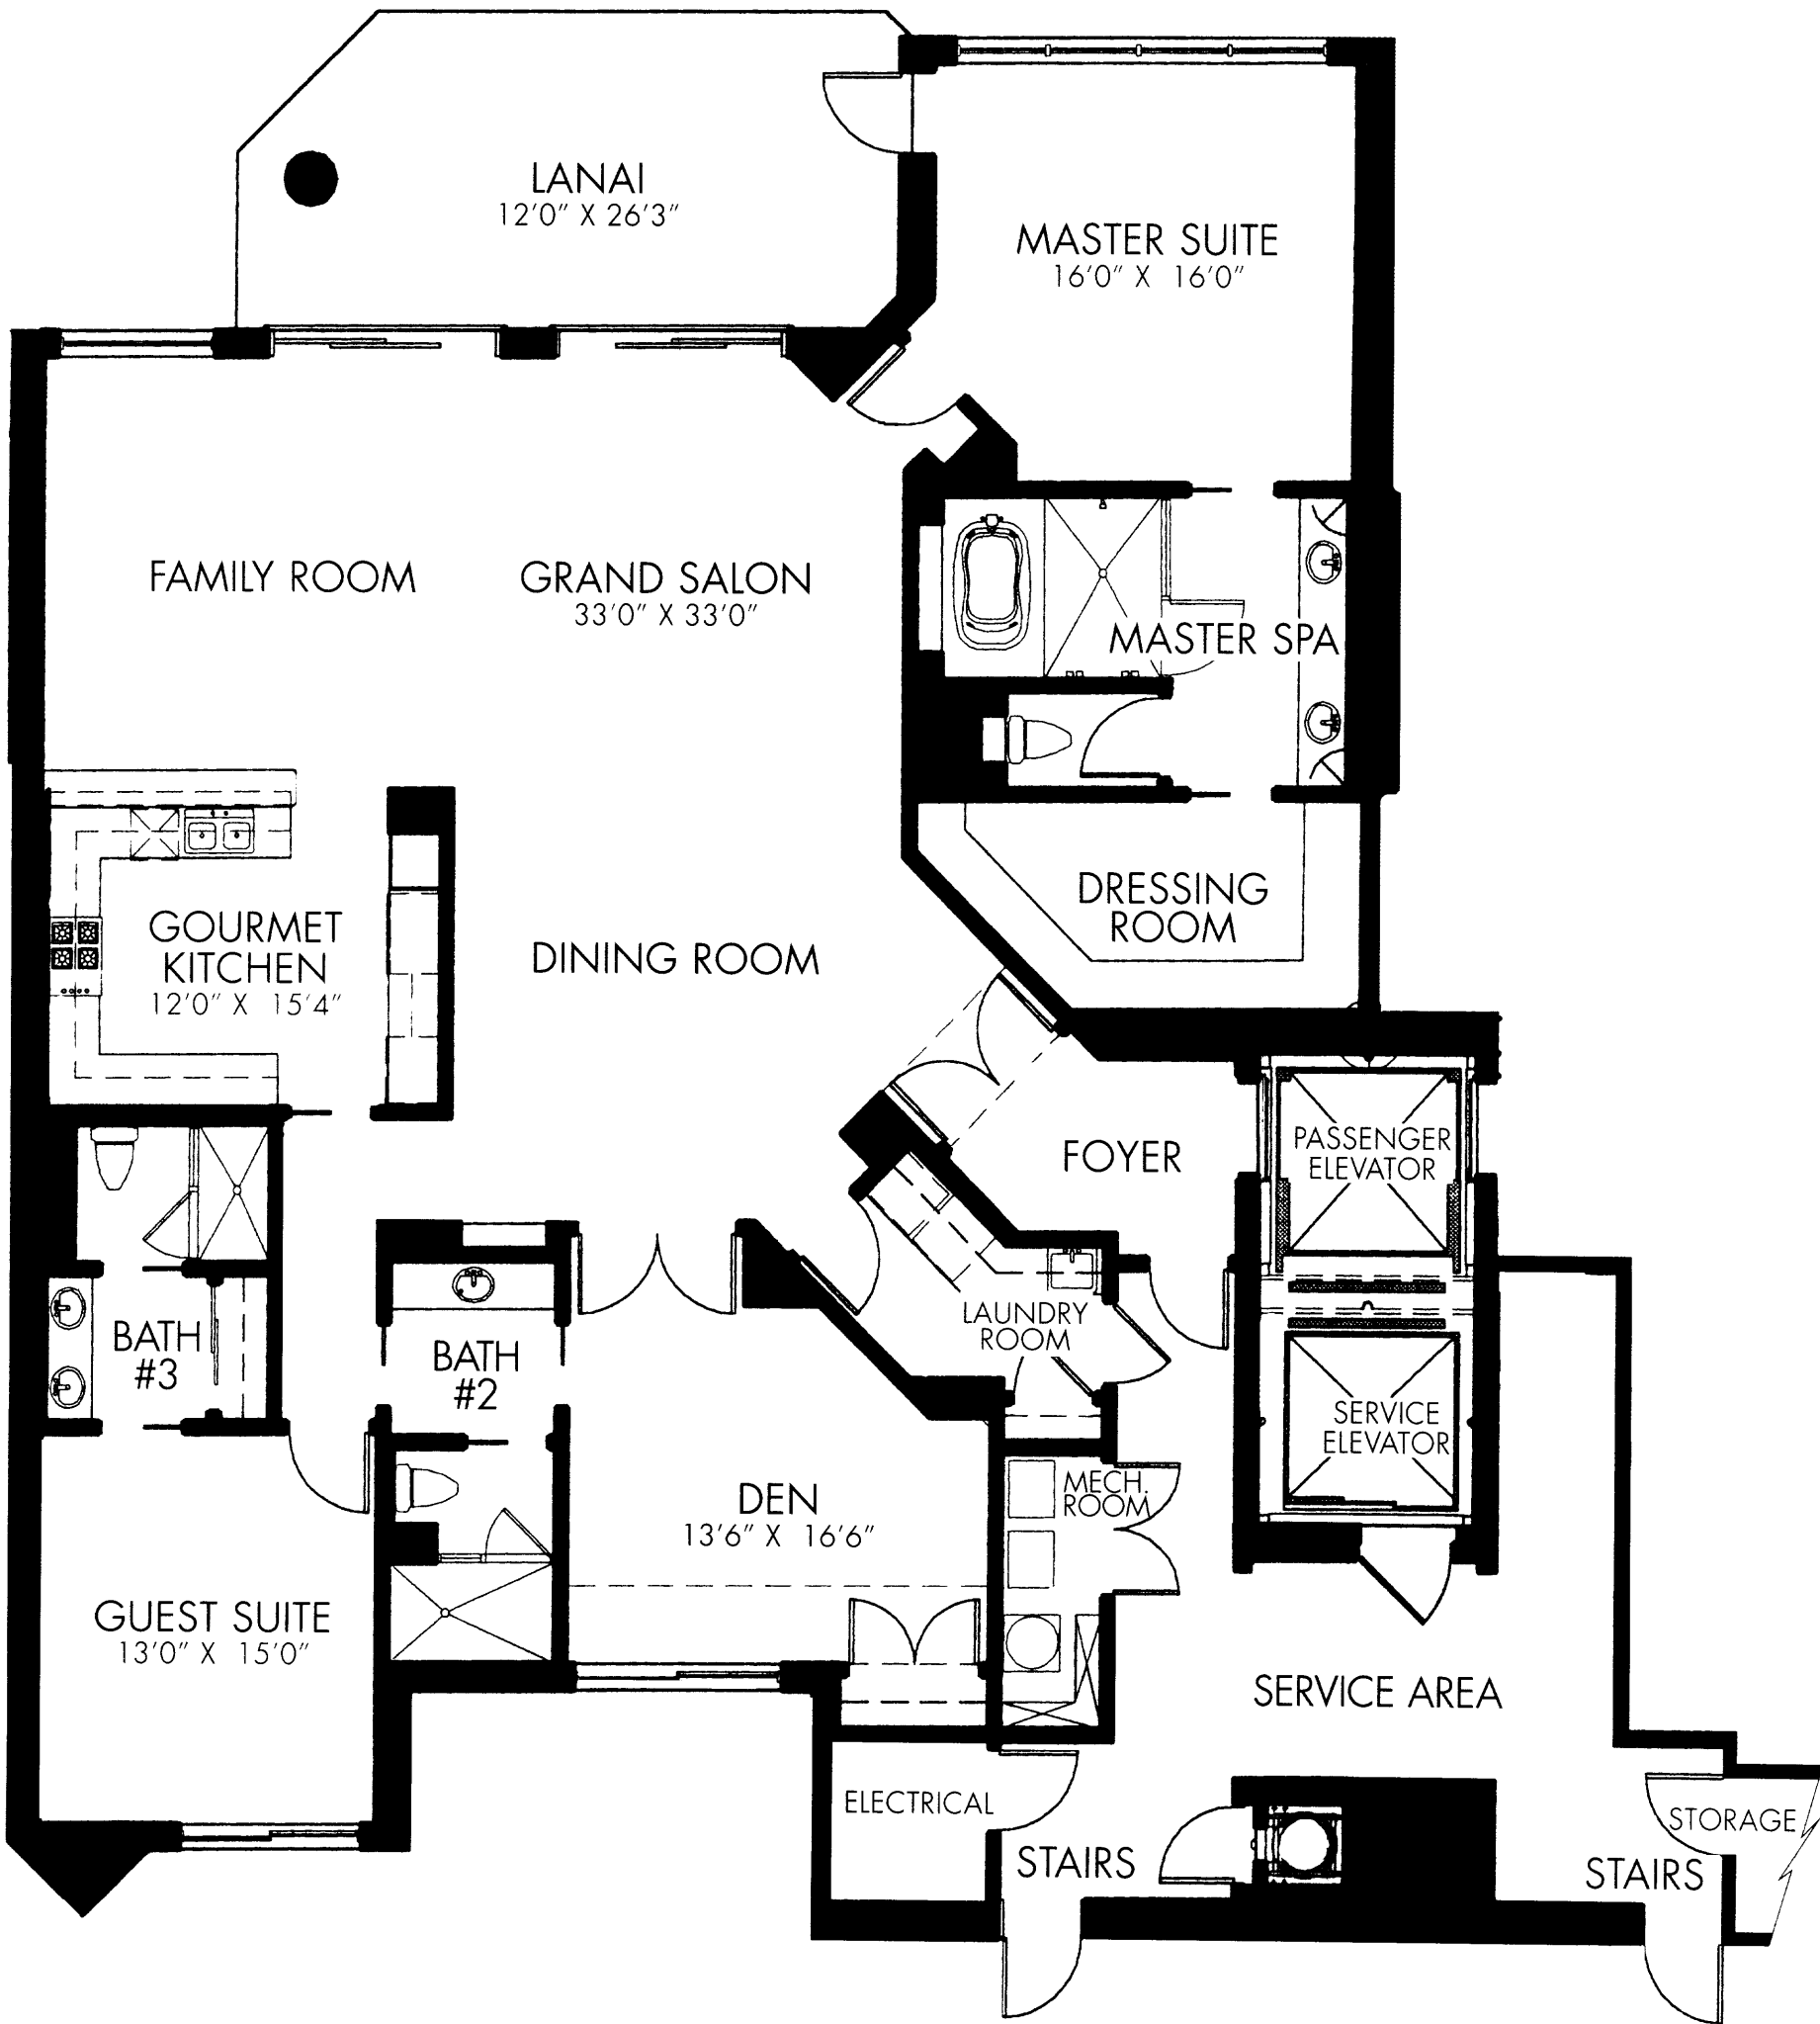 LANAI
12'0" X 26'3"
MASTER SUITE
16'0" X 16'0"
FAMILY ROOM
GRAND SALON
33'0" X 33'0"
MASTER SPA
GOURMET
KITCHEN
12'0" X 15'4"
DINING ROOM
DRESSING
ROOM
FOYER
PASSENGER
ELEVATOR
LAUNDRY
ROOM
BATH
#3
BATH
#2
SERVICE
ELEVATOR
DEN
13'6" X 16'6"
MECH.
ROOM
GUEST SUITE
13'0" X 15'0"
SERVICE AREA
ELECTRICAL
STAIRS
STORAGE
STAIRS